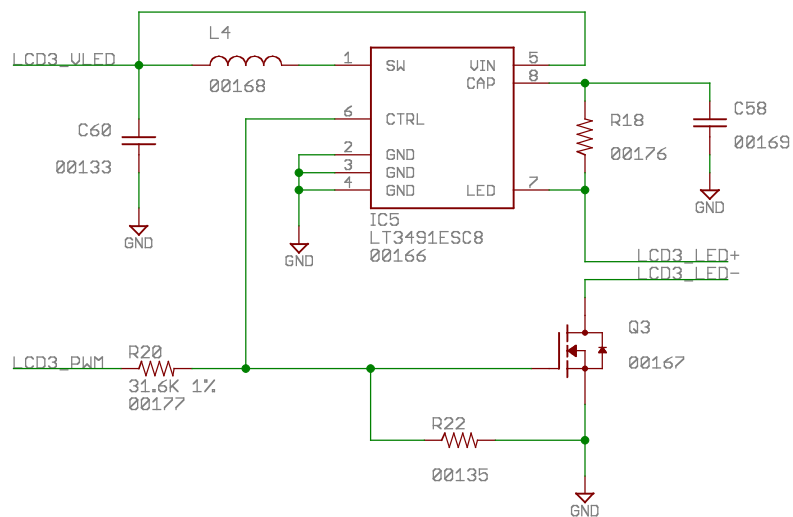 L4
LCD3_VLED
00168
1
SW
VIN
5
CAP
8
C60
00133
6
CTRL
R18
00176
C58
00169
2
GND
3
GND
4
GND
LED
7
GND
GND
GND
IC5
LT3491ESC8
00166
LCD3_LED+
LCD3_LED-
Q3
00167
LCD3_PWM
R20
31.6K 1%
00177
R22
00135
GND